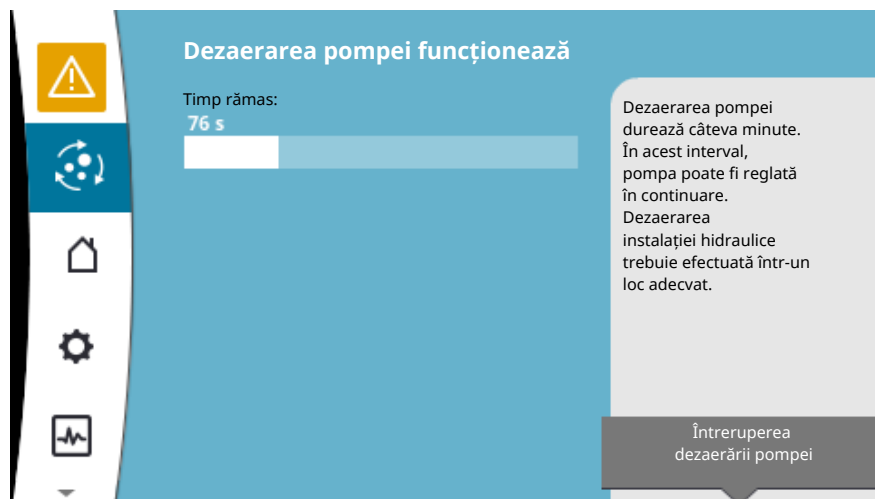 Dezaerarea pompei funcționează
Timp rămas:
76 s
Dezaerarea pompei
durează câteva minute.
În acest interval,
pompa poate fi reglată
în continuare.
Dezaerarea
instalației hidraulice
trebuie efectuată într-un
loc adecvat.
Întreruperea
dezaerării pompei